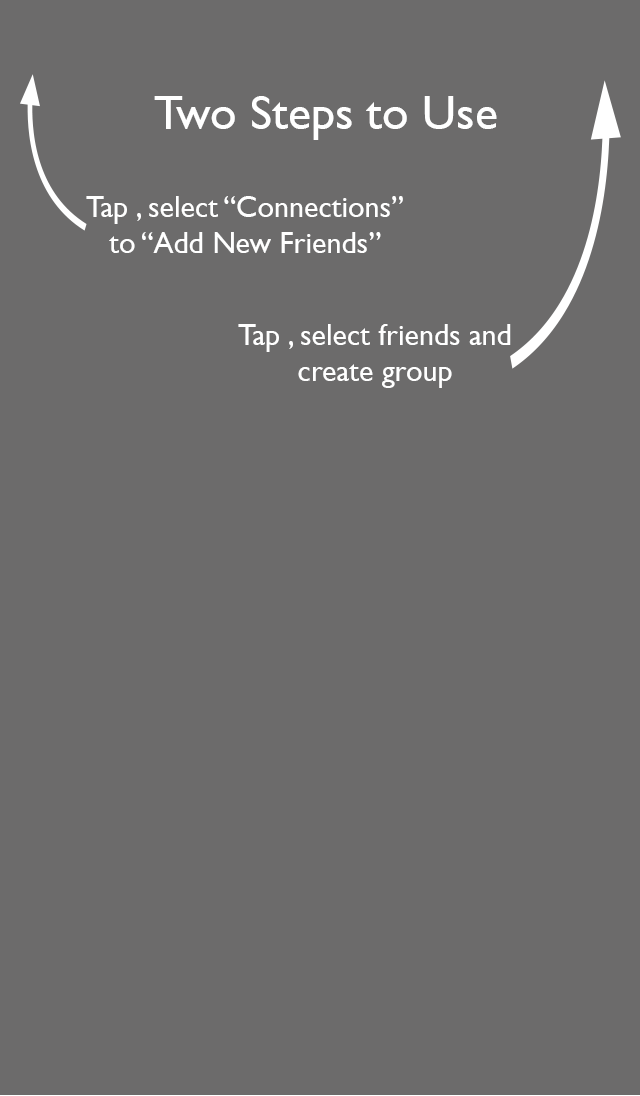 Two Steps to Use
Tap , select “Connections”
to “Add New Friends”
Tap , select friends and
create group